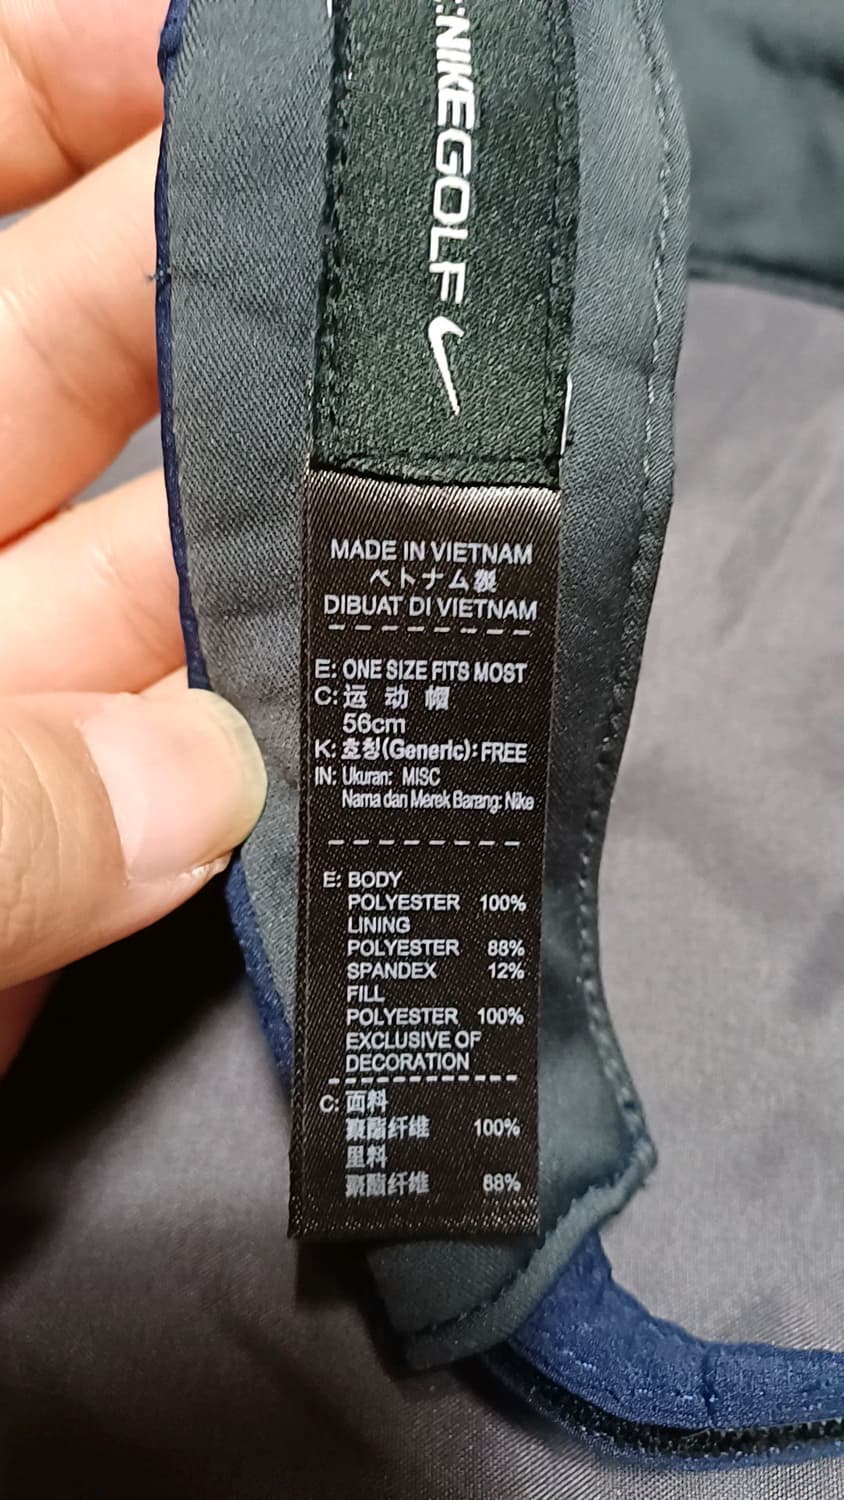 :NIKEGOLF
MADE IN VIETNAM
ベトナム製
DIBUAT DI VIETNAM
E: ONE SIZE FITS MOST
C: 运 动 帽
56cm
K: 호칭(Generic): FREE
IN: Ukuran: MISC
Nama dan Merek Barang: Nike
E: BODY
POLYESTER 100%
LINING
POLYESTER 88%
SPANDEX 12%
FILL
POLYESTER 100%
EXCLUSIVE OF
DECORATION
C: 面料
聚酯纤维 100%
里料
聚酯纤维 88%